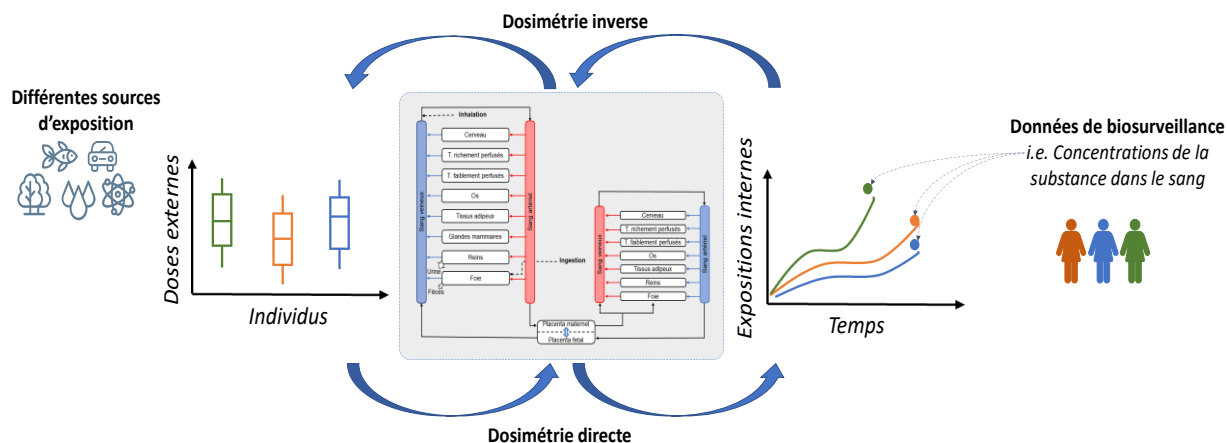 Dosimétrie inverse
Différentes sources
d'exposition
Doses externes
Individus
Inhalation
Sang veineux
Cerveau
T. richement perfusés
T. faiblement perfusés
Os
Tissus adipeux
Glandes mammaires
Reins
Urine
Foie
Fèces
Sang artériel
Ingestion
Sang veineux
Cerveau
T. richement perfusés
T. faiblement perfusés
Os
Tissus adipeux
Reins
Foie
Sang artériel
Placenta maternel
Placenta fetal
Expositions internes
Temps
Données de biosurveillance
i.e. Concentrations de la
substance dans le sang
Dosimétrie directe